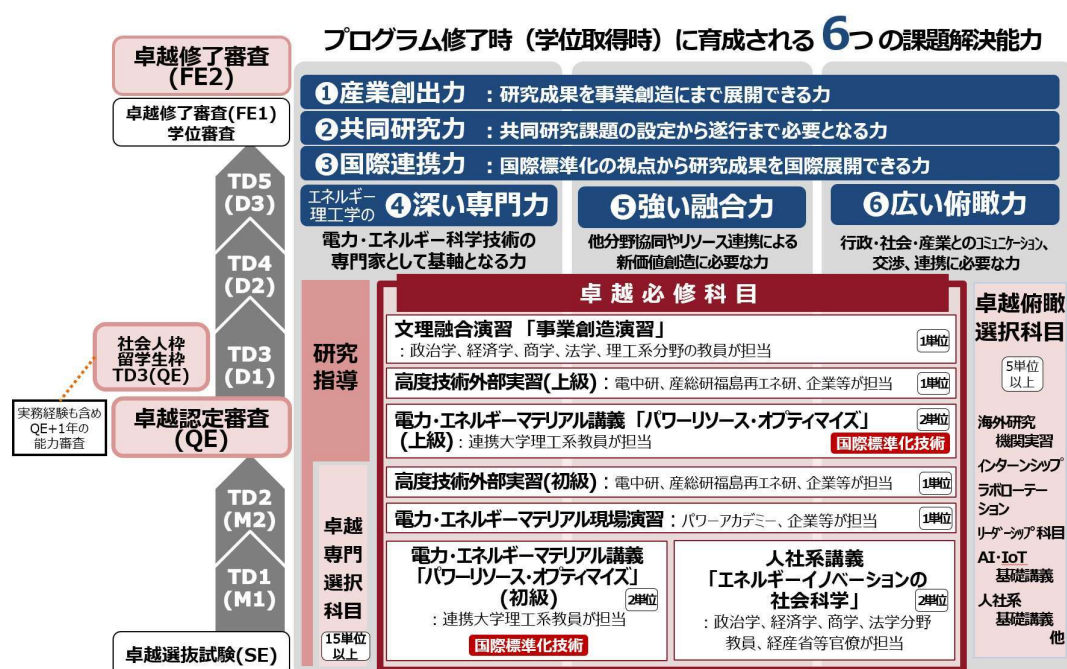 プログラム修了時（学位取得時）に育成される 6つ の課題解決能力
卓越修了審査
(FE2)
卓越修了審査(FE1)
学位審査
TD5
(D3)
TD4
(D2)
TD3
(D1)
社会人枠
留学生枠
TD3(QE)
実務経験も含め
QE+1年の
能力審査
卓越認定審査
(QE)
TD2
(M2)
TD1
(M1)
卓越選抜試験(SE)
❶産業創出力 ：研究成果を事業創造にまで展開できる力
❷共同研究力 ：共同研究課題の設定から遂行まで必要となる力
❸国際連携力 ：国際標準化の視点から研究成果を国際展開できる力
エネルギー
理工学の
❹深い専門力
電力・エネルギー科学技術の
専門家として基軸となる力
❺強い融合力
他分野協同やリソース連携による
新価値創造に必要な力
❻広い俯瞰力
行政・社会・産業とのコミュニケーション、
交渉、連携に必要な力
研究
指導
卓越
専門
選択
科目
15単位
以上
卓越必修科目
文理融合演習 「事業創造演習」
：政治学、経済学、商学、法学、理工系分野の教員が担当
1単位
高度技術外部実習(上級)：電中研、産総研福島再エネ研、企業等が担当
1単位
電力・エネルギーマテリアル講義 「パワーリソース・オプティマイズ」
2単位
(上級)：連携大学理工系教員が担当
国際標準化技術
高度技術外部実習(初級)：電中研、産総研福島再エネ研、企業等が担当
1単位
電力・エネルギーマテリアル現場演習：パワーアカデミー、企業等が担当
1単位
電力・エネルギーマテリアル講義
「パワーリソース・オプティマイズ」
(初級)
2単位
：連携大学理工系教員が担当
国際標準化技術
人社系講義
「エネルギーイノベーションの
社会科学」
2単位
：政治学、経済学、商学、法学分野
教員、経産省等官僚が担当
卓越俯瞰
選択科目
5単位
以上
海外研究
機関実習
インターンシップ
ラボローテー
ション
リーダーシップ科目
AI・IoT
基礎講義
人社系
基礎講義
他